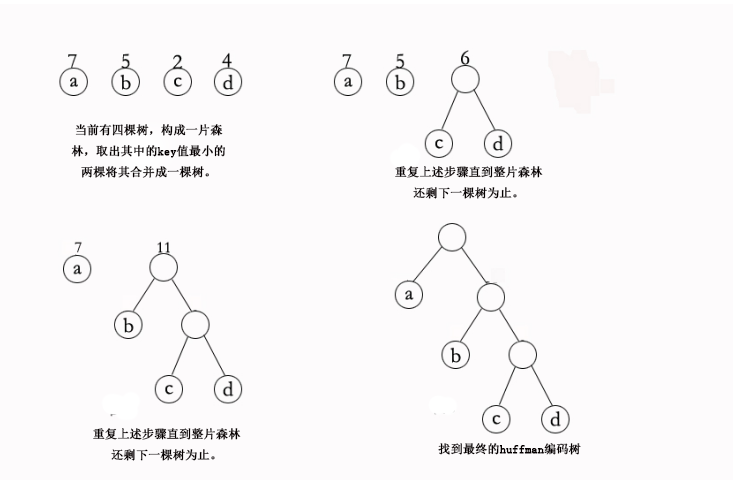 7 5 2 4
a b c d
当前有四棵树，构成一片森
林，取出其中的key值最小的
两棵将其合并成一棵树。
7 5 6
a b
c d
重复上述步骤直到整片森林
还剩下一棵树为止。
7 11
a
b
c d
重复上述步骤直到整片森林
还剩下一棵树为止。
a
b
c d
找到最终的huffman编码树